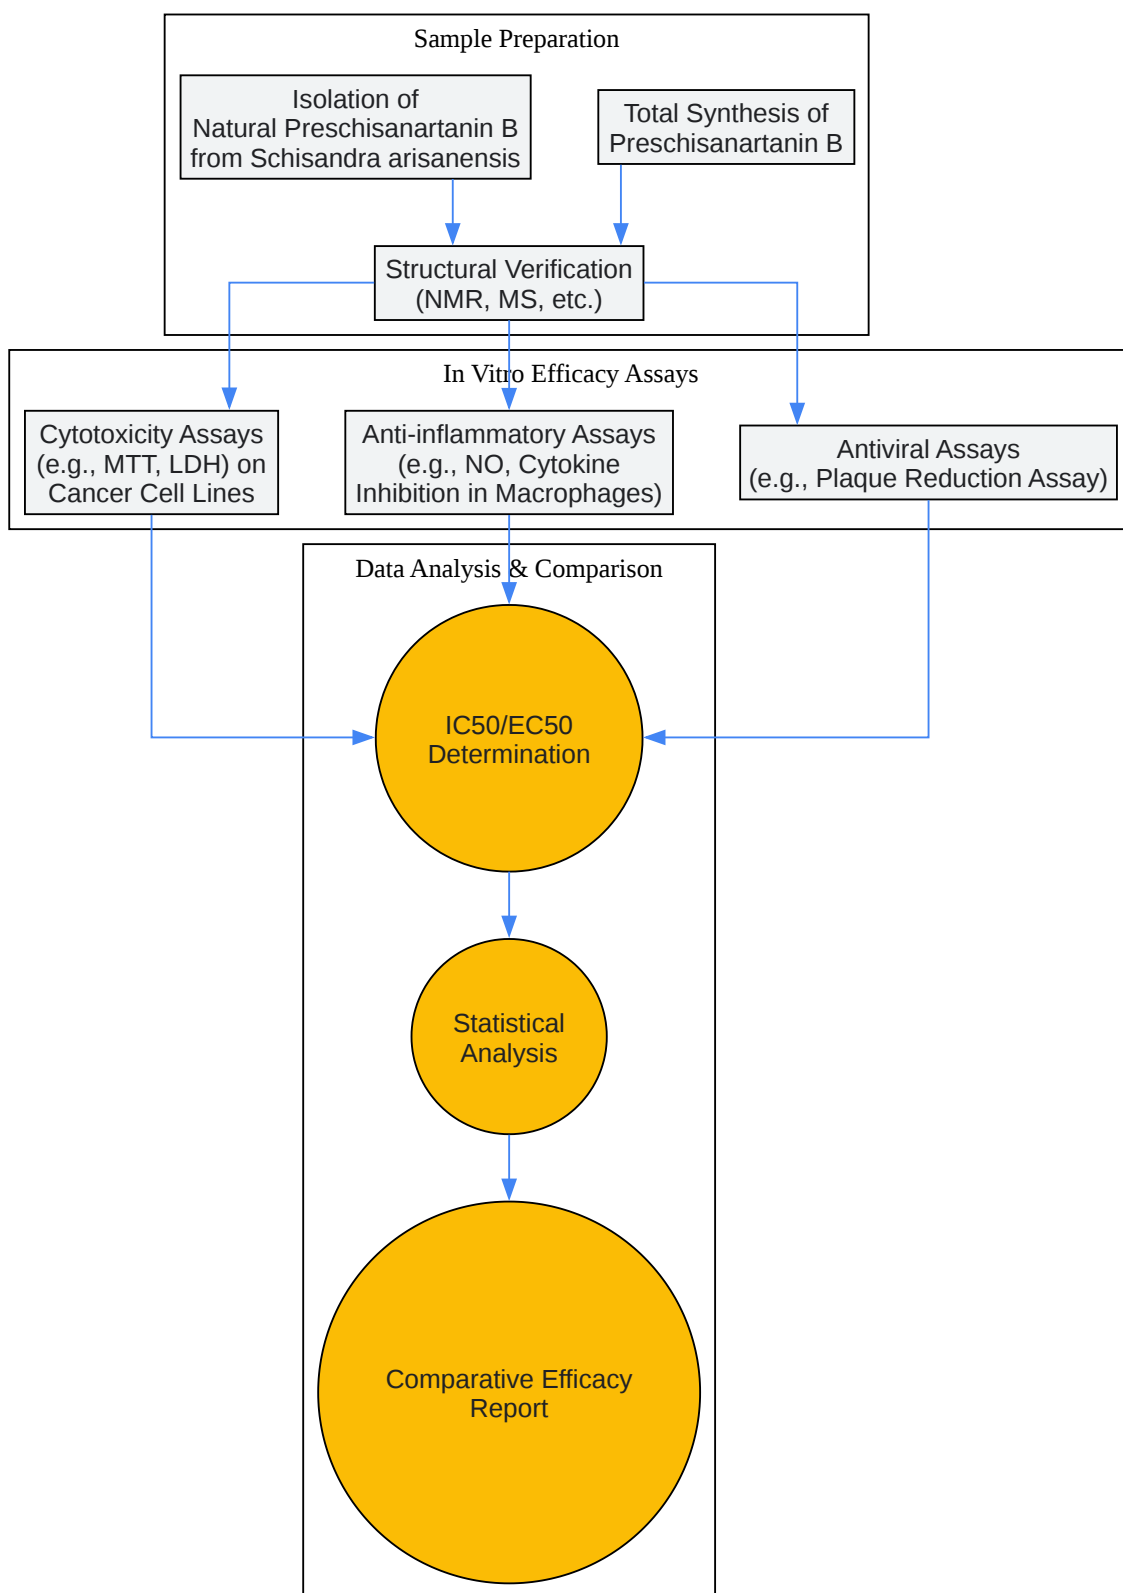 Sample Preparation
Isolation of
Natural Preschisanartanin B
from Schisandra arisanensis
Total Synthesis of
Preschisanartanin B
Structural Verification
(NMR, MS, etc.)
In Vitro Efficacy Assays
Cytotoxicity Assays
(e.g., MTT, LDH) on
Cancer Cell Lines
Anti-inflammatory Assays
(e.g., NO, Cytokine
Inhibition in Macrophages)
Antiviral Assays
(e.g., Plaque Reduction Assay)
Data Analysis & Comparison
IC50/EC50
Determination
Statistical
Analysis
Comparative Efficacy
Report